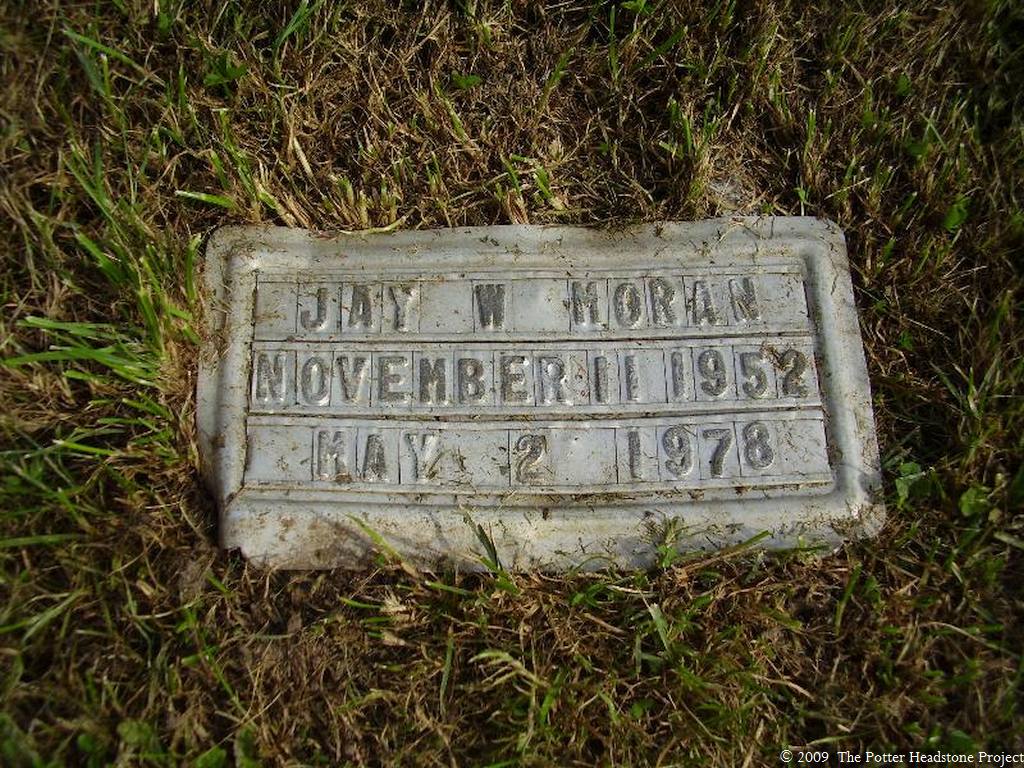 JAY W MORAN
NOVEMBER 11 1952
MAY 2 1978
© 2009 The Potter Headstone Project